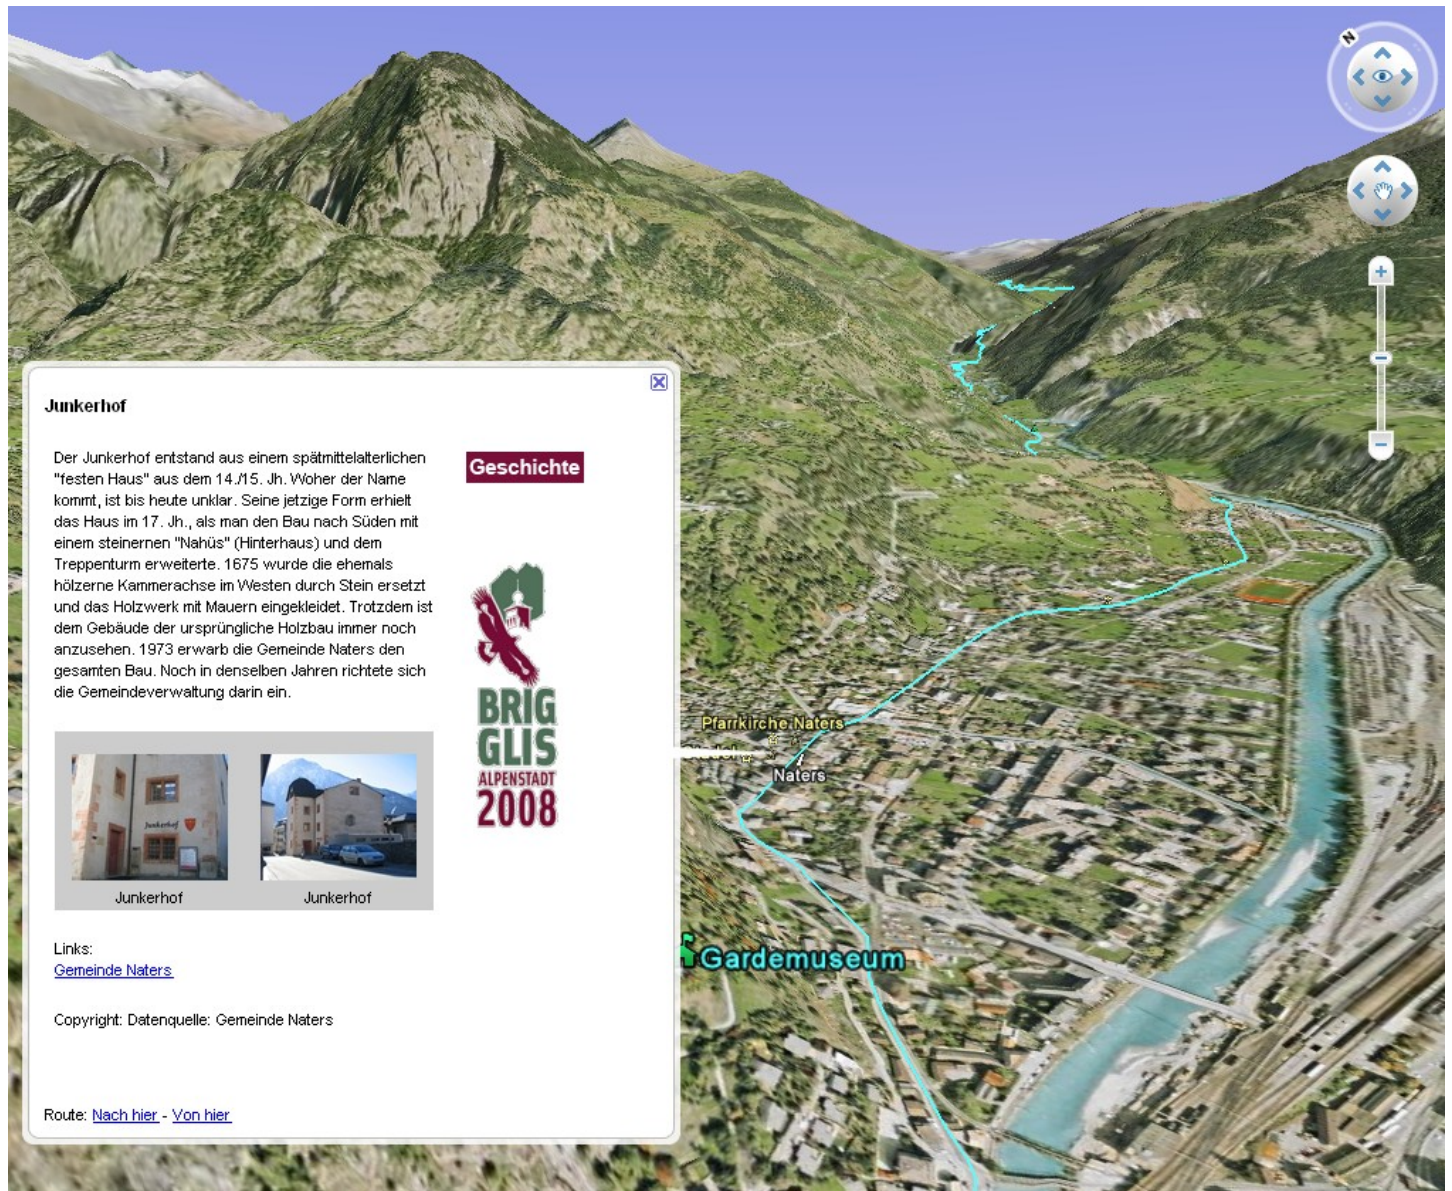 N
Junkerhof
Der Junkerhof entstand aus einem spätmittelalterlichen
"festen Haus" aus dem 14./15. Jh. Woher der Name
kommt, ist bis heute unklar. Seine jetzige Form erhielt
das Haus im 17. Jh., als man den Bau nach Süden mit
einem steinernen "Nahüs" (Hinterhaus) und dem
Treppenturm erweiterte. 1675 wurde die ehemals
hölzerne Kammerachse im Westen durch Stein ersetzt
und das Holzwerk mit Mauern eingekleidet. Trotzdem ist
dem Gebäude der ursprüngliche Holzbau immer noch
anzusehen. 1973 erwarb die Gemeinde Naters den
gesamten Bau. Noch in denselben Jahren richtete sich
die Gemeindeverwaltung darin ein.
Geschichte
BRIG
GLIS
ALPENSTADT
2008
Junkerhof
Junkerhof
Junkerhof
Links:
Gemeinde Naters
Copyright: Datenquelle: Gemeinde Naters
Route: Nach hier - Von hier
Pfarrkirche Naters
Naters
Gardemuseum